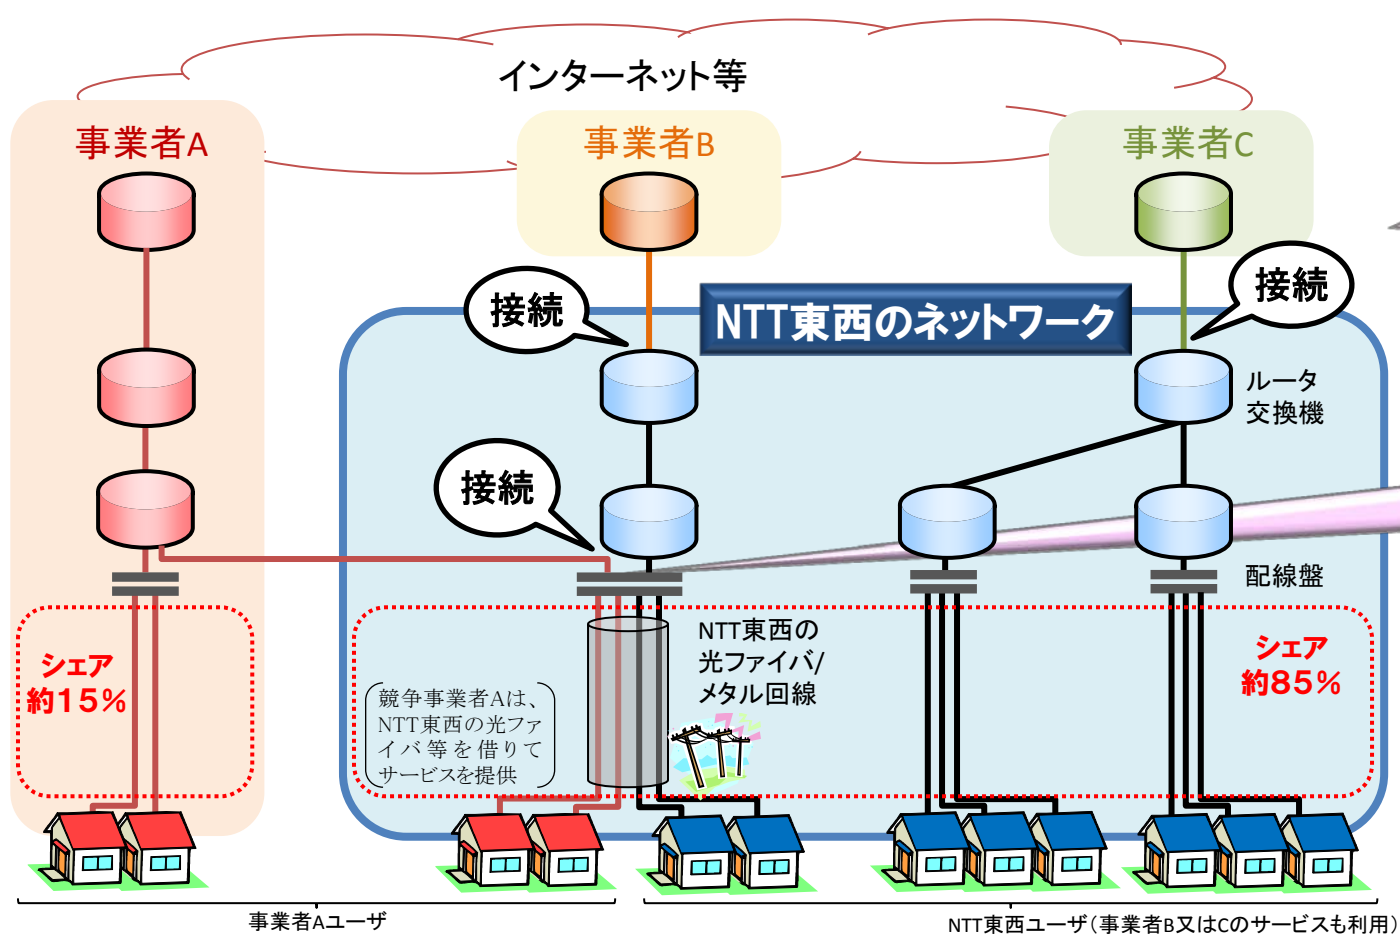 インターネット等
事業者A
事業者B
事業者C
接続
NTT東西のネットワーク
接続
ルータ
交換機
接続
配線盤
シェア
約15%
競争事業者Aは、
NTT東西の光ファ
イバ等を借りて
サービスを提供
NTT東西の
光ファイバ/
メタル回線
シェア
約85%
事業者Aユーザ
NTT東西ユーザ(事業者B又はCのサービスも利用)